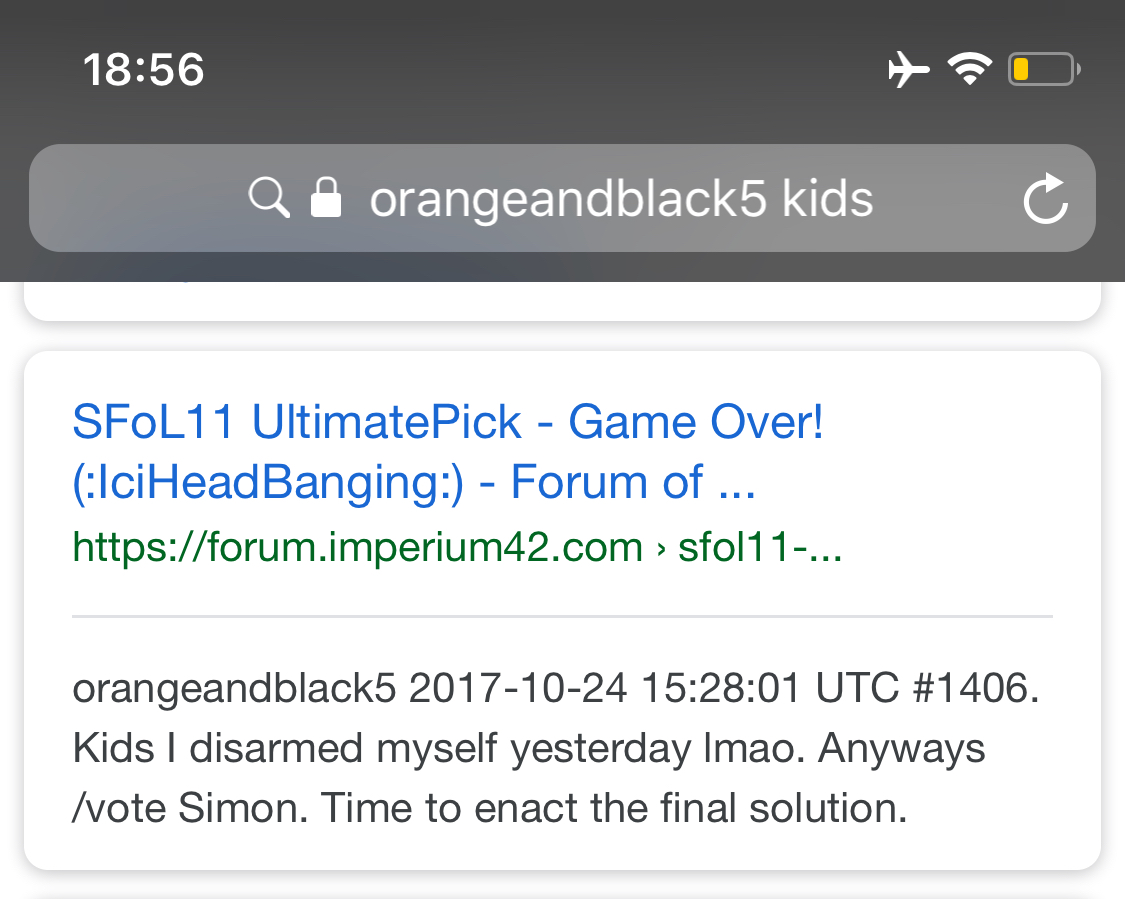 18:56
orangeandblack5 kids
SFoL11 UltimatePick - Game Over!
(:IciHeadBanging:) - Forum of ...
https://forum.imperium42.com › sfol11-...
orangeandblack5 2017-10-24 15:28:01 UTC #1406.
Kids I disarmed myself yesterday lmao. Anyways
/vote Simon. Time to enact the final solution.